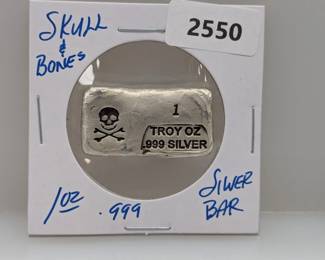 2550
SKULL
&
BONES
1
TROY OZ
.999 SILVER
1oz
.999
SILVER
BAR